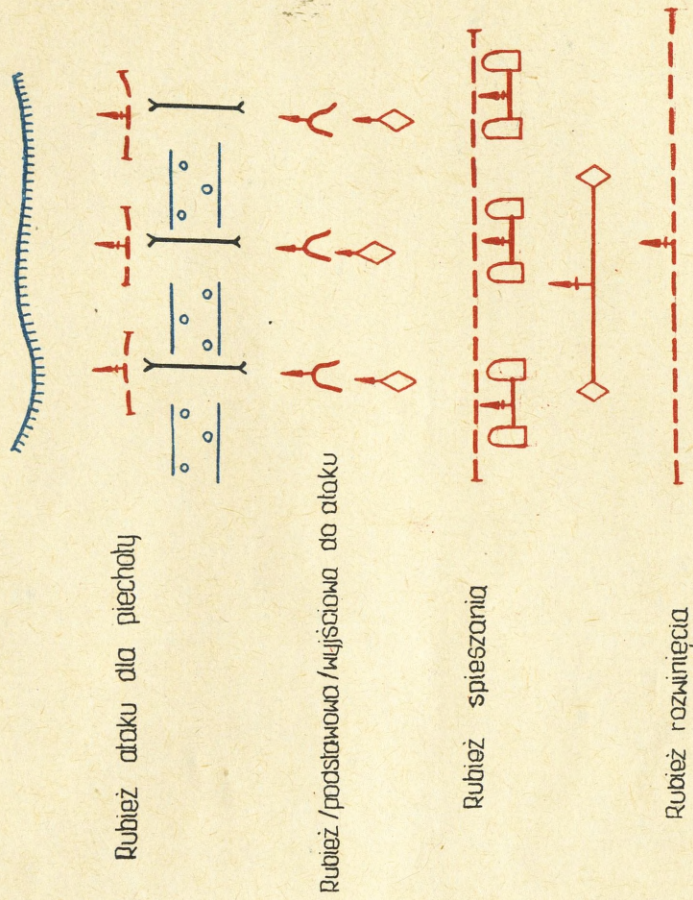 Rubież ataku dla piechoty
Rubież /podstawowa/wyjściowa do ataku
Rubież spieszania
Rubież rozwinięcia